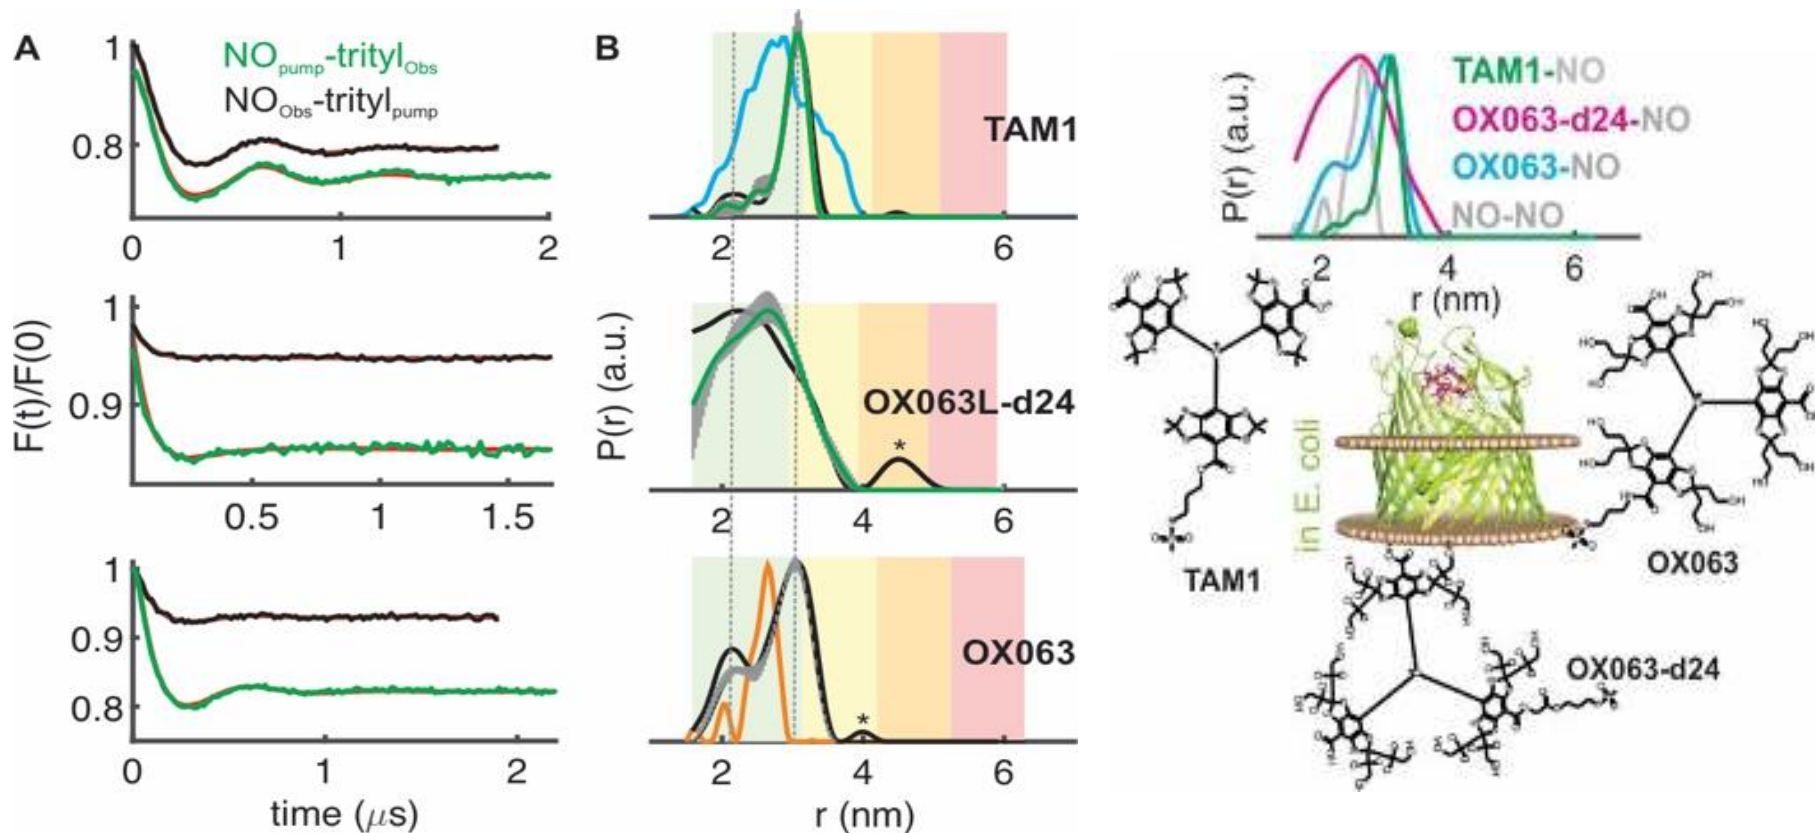 A
NOpump-tritylObs
NOObs-tritylpump
1
0.8
0
1
2
1
0.9
0.5
1
1.5
1
0.9
0.8
0
1
2
F(t)/F(0)
time (μs)
B
TAM1
2
6
OX063L-d24
*
2
4
6
OX063
*
2
4
6
P(r) (a.u.)
r (nm)
P(r) (a.u.)
TAM1-NO
OX063-d24-NO
OX063-NO
NO-NO
2
4
6
r (nm)
in E. coli
TAM1
OX063
OX063-d24